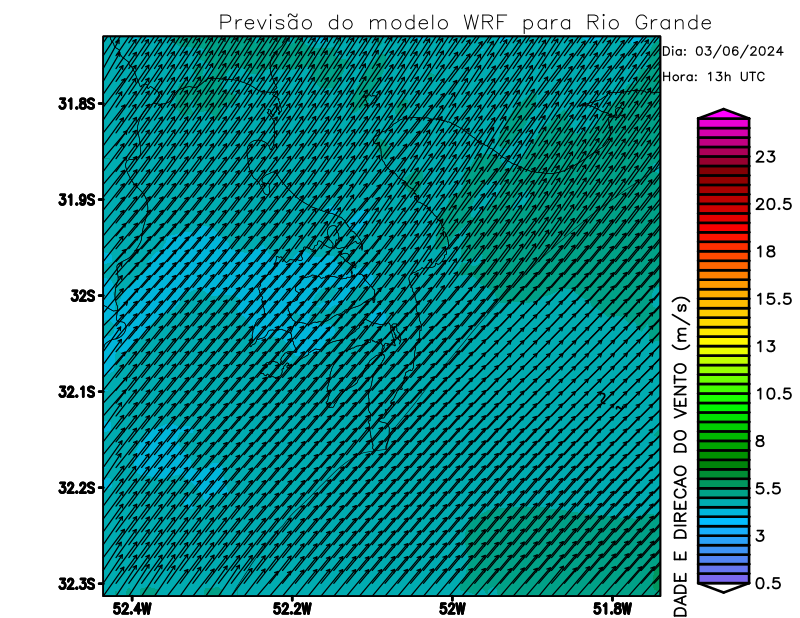 Previsão do modelo WRF para Rio Grande
Dia: 03/06/2024
Hora: 13h UTC
31.8S
31.9S
32S
32.1S
32.2S
32.3S
52.4W
52.2W
52W
51.8W
DADE E DIRECAO DO VENTO (m/s)
23
20.5
18
15.5
13
10.5
8
5.5
3
0.5